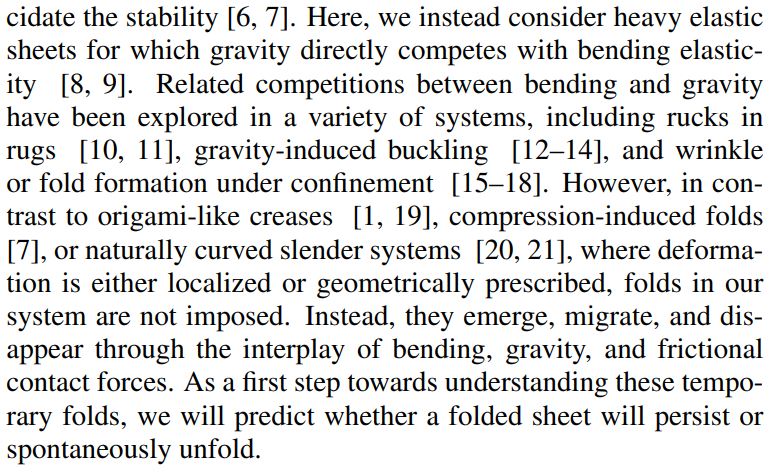 cidate the stability [6, 7]. Here, we instead consider heavy elastic
sheets for which gravity directly competes with bending elastic-
ity [8, 9]. Related competitions between bending and gravity
have been explored in a variety of systems, including rucks in
rugs [10, 11], gravity-induced buckling [12–14], and wrinkle
or fold formation under confinement [15–18]. However, in con-
trast to origami-like creases [1, 19], compression-induced folds
[7], or naturally curved slender systems [20, 21], where deforma-
tion is either localized or geometrically prescribed, folds in our
system are not imposed. Instead, they emerge, migrate, and dis-
appear through the interplay of bending, gravity, and frictional
contact forces. As a first step towards understanding these tempo-
rary folds, we will predict whether a folded sheet will persist or
spontaneously unfold.